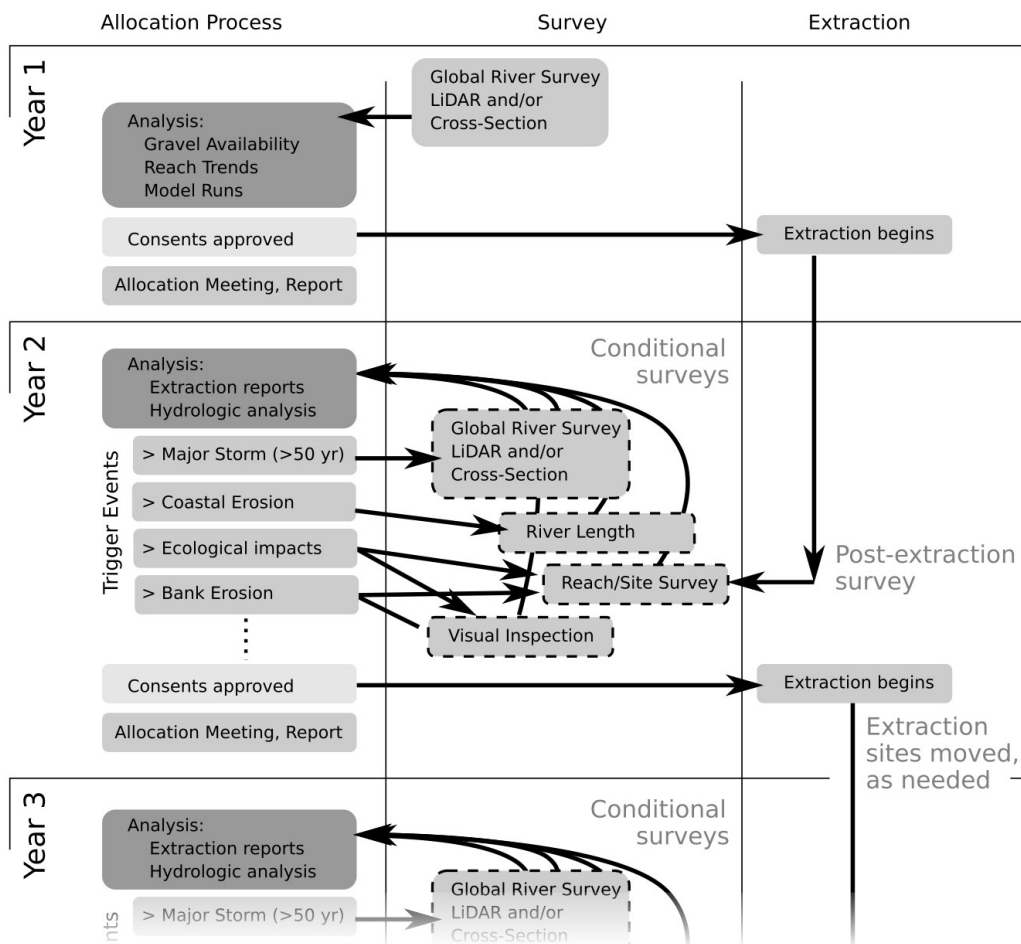 Allocation Process
Survey
Extraction
Year 1
Global River Survey
LiDAR and/or
Cross-Section
Analysis:
Gravel Availability
Reach Trends
Model Runs
Consents approved
Extraction begins
Allocation Meeting, Report
Year 2
Conditional
surveys
Analysis:
Extraction reports
Hydrologic analysis
Trigger Events
> Major Storm (>50 yr)
Global River Survey
LiDAR and/or
Cross-Section
> Coastal Erosion
River Length
> Ecological impacts
Reach/Site Survey
Post-extraction
survey
> Bank Erosion
Visual Inspection
Consents approved
Extraction begins
Allocation Meeting, Report
Extraction
sites moved,
as needed
Year 3
Conditional
surveys
Analysis:
Extraction reports
Hydrologic analysis
> Major Storm (>50 yr)
Global River Survey
LiDAR and/or
Cross-Section